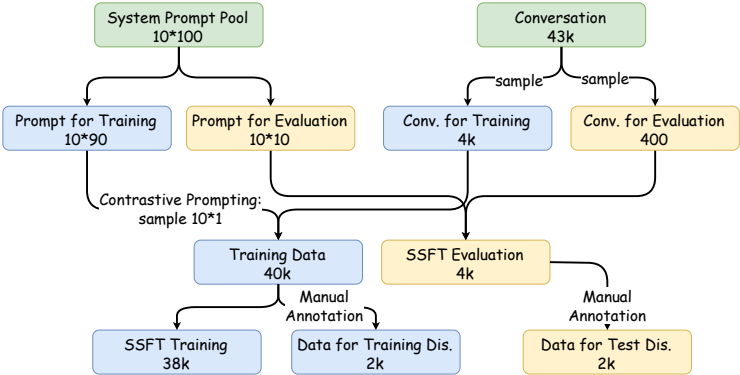 System Prompt Pool
10*100
Conversation
43k
sample
sample
Prompt for Training
10*90
Prompt for Evaluation
10*10
Conv. for Training
4k
Conv. for Evaluation
400
Contrastive Prompting:
sample 10*1
Training Data
40k
SSFT Evaluation
4k
Manual
Annotation
Manual
Annotation
SSFT Training
38k
Data for Training Dis.
2k
Data for Test Dis.
2k